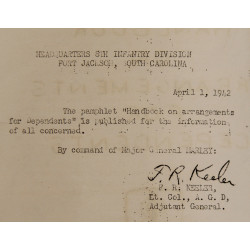 HEADQUARTERS 8TH INFANTRY DIVISION
FORT JACKSON, SOUTH CAROLINA
April 1, 1942
The pamphlet "Handbook on arrangements
for Dependents" is published for the information
of all concerned.
By command of Major General HARLEY:
F. R. Keeler
F. R. KEELER,
Lt. Col., A. G. D,
Adjutant General.